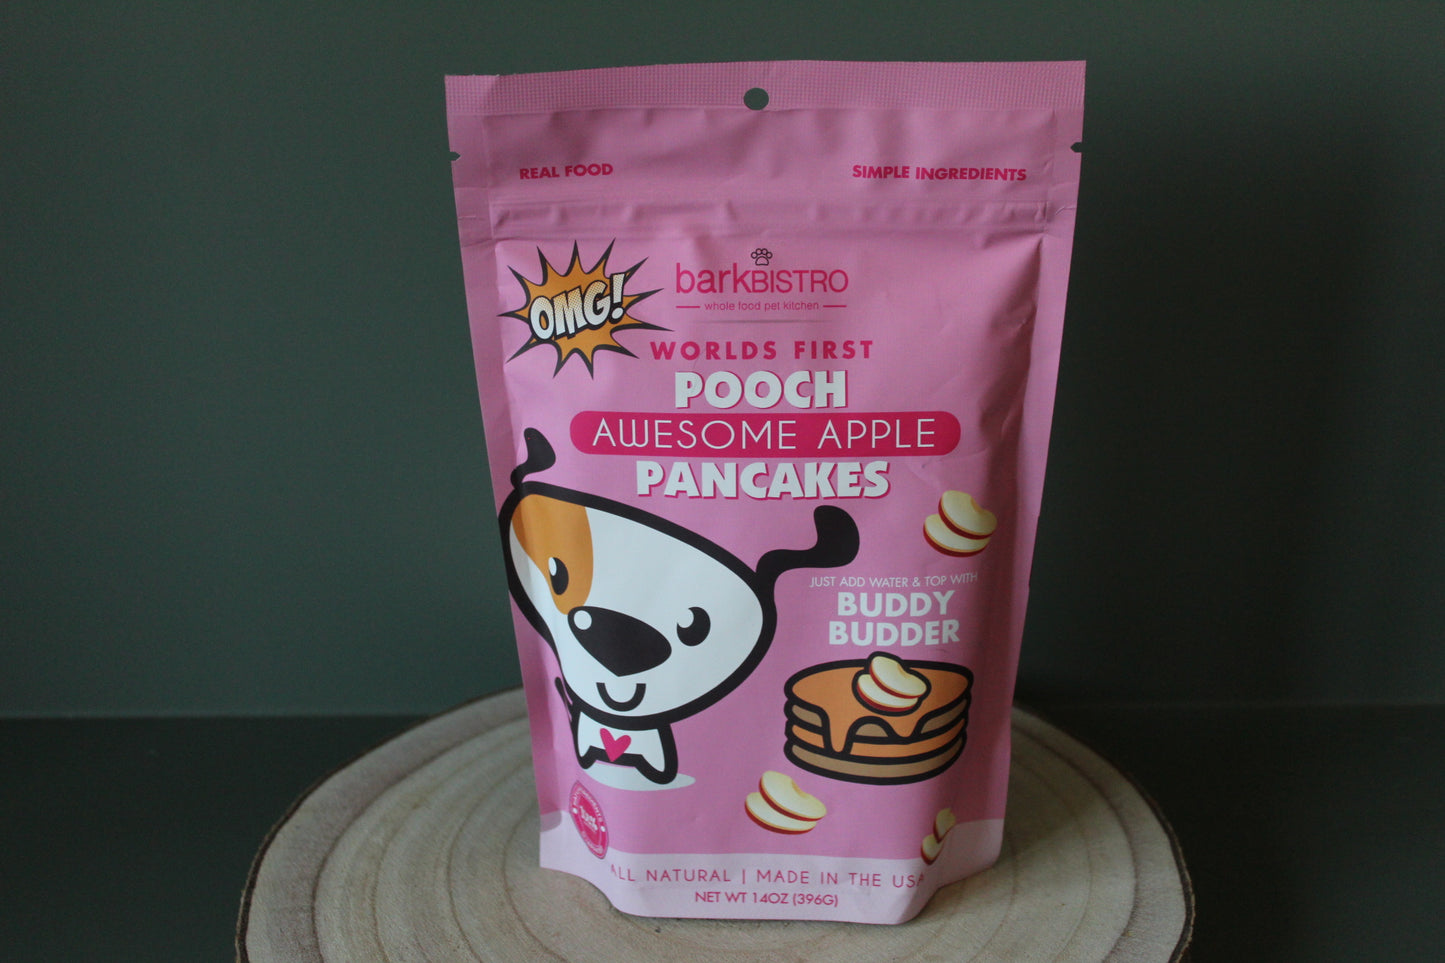 REAL FOOD
SIMPLE INGREDIENTS
OMG!
barkBISTRO
whole food pet kitchen
WORLDS FIRST
POOCH
AWESOME APPLE
PANCAKES
JUST ADD WATER & TOP WITH
BUDDY
BUDDER
ALL NATURAL | MADE IN THE USA
NET WT 14OZ (396G)